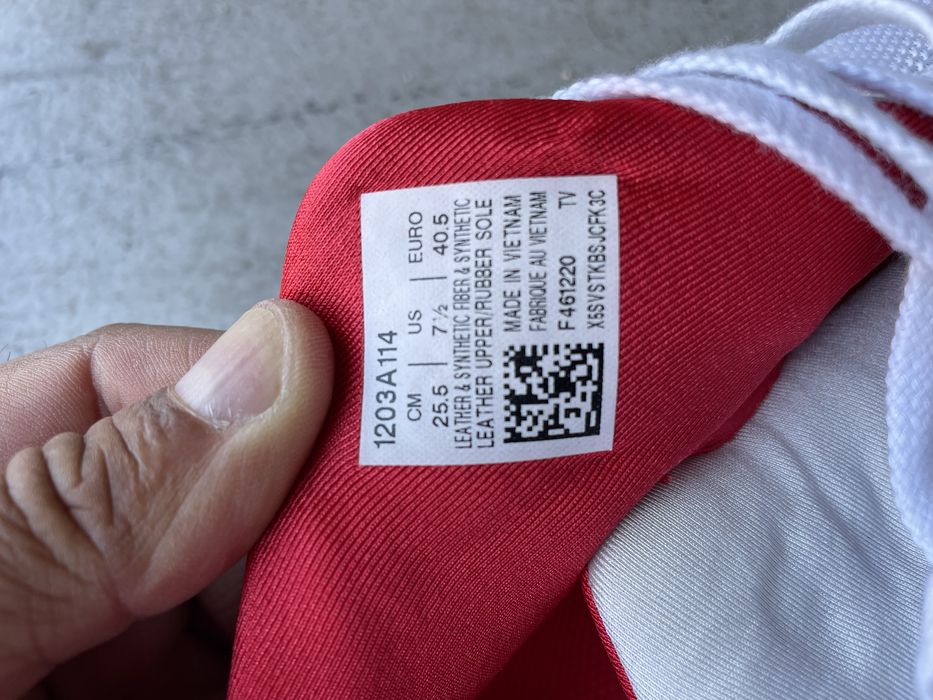 1203A114
CM | US | EURO
25.5 | 7½ | 40.5
LEATHER & SYNTHETIC FIBER & SYNTHETIC
LEATHER UPPER/RUBBER SOLE
MADE IN VIETNAM
FABRIQUE AU VIETNAM
F461220 TV
X5SVSTKBSJCFK3C